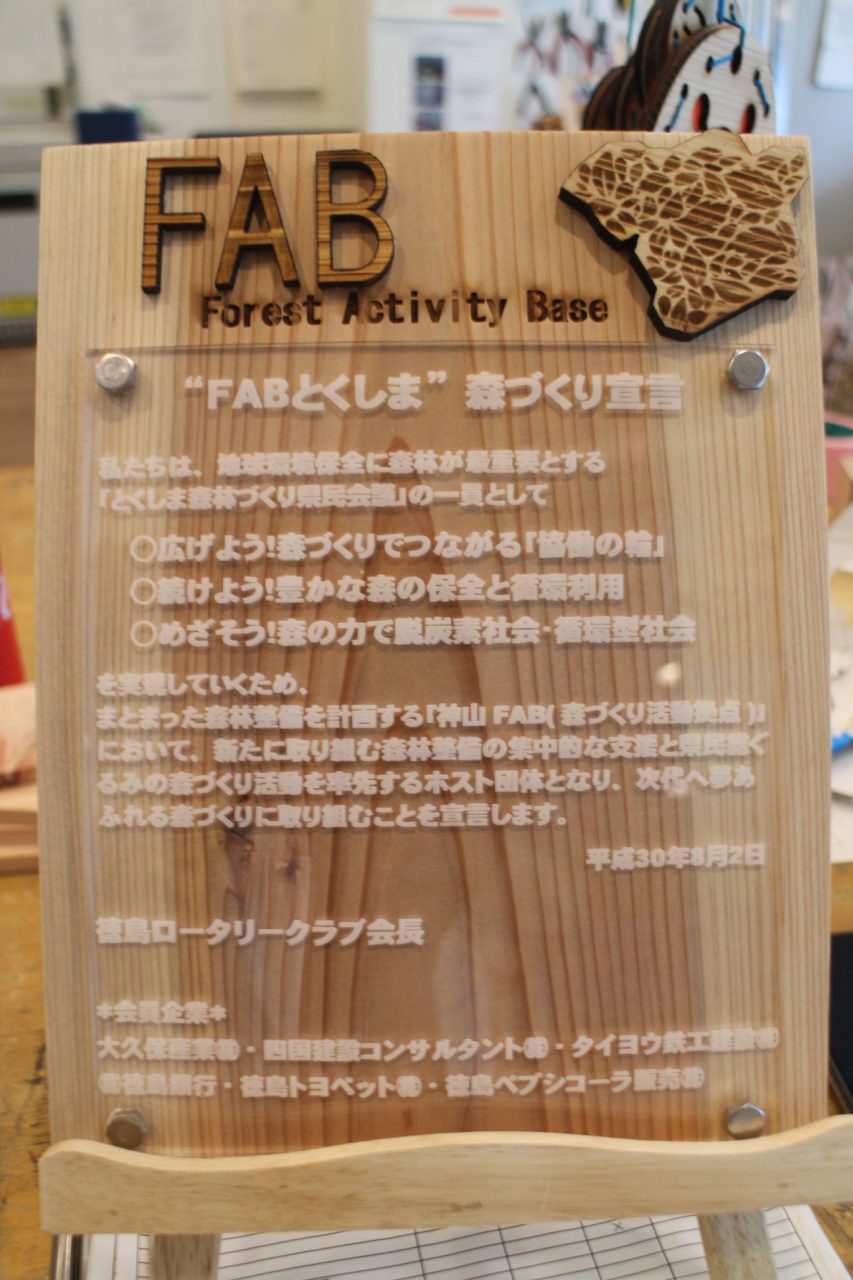 FAB
Forest Activity Base
“FABとくしま” 森づくり宣言
私たちは、地球環境保全に森林が最重要とする
「とくしま森林づくり県民会議」の一員として
○広げよう!森づくりでつながる「協働の輪」
○築けよう!豊かな森の保全と循環利用
○めざそう!森の力で脱炭素社会・循環型社会
を実現していくため、
まとまった森林整備を計画する「神山 FAB( 森づくり活動拠点 )」
において、新たに取り組む森林整備の集中的な支援と県民総ぐ
るみの森づくり活動を率先するホスト団体となり、次代へ夢あ
ふれる森づくりに取り組むことを宣言します。
平成30年8月2日
徳島ロータリークラブ会長
*会員企業*
大久保産業㈱・四国建設コンサルタント㈱・タイヨウ鉄工建設㈱
㈱徳島銀行・徳島トヨペット㈱・徳島ペプシコーラ販売㈱